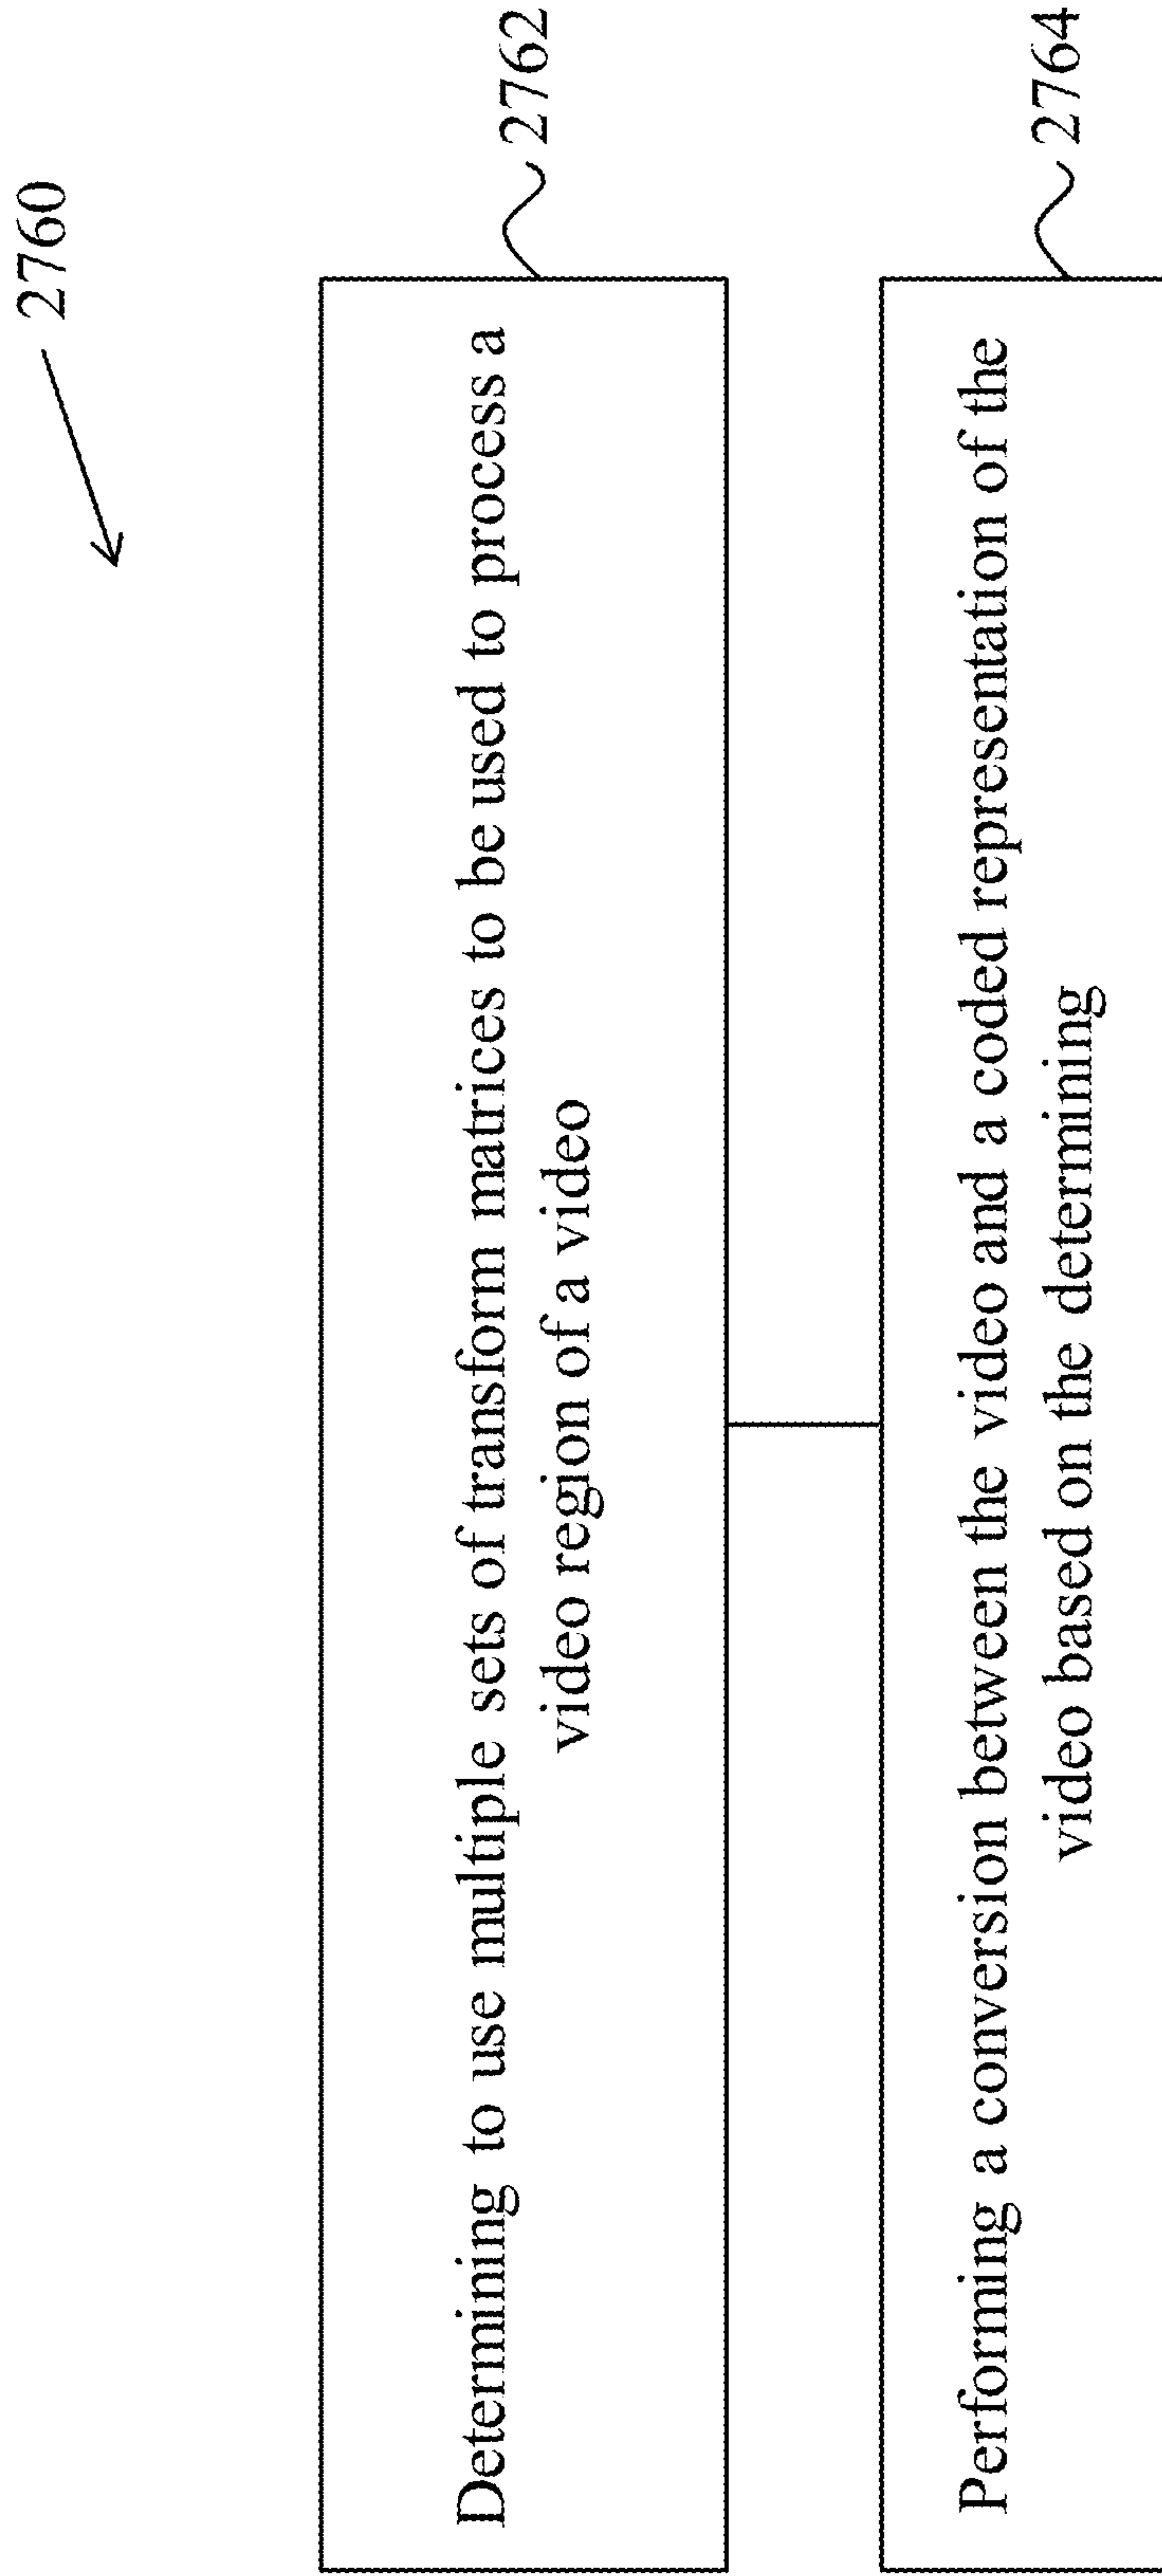 2760
Determining to use multiple sets of transform matrices to be used to process a
video region of a video
2762
Performing a conversion between the video and a coded representation of the
video based on the determining
2764